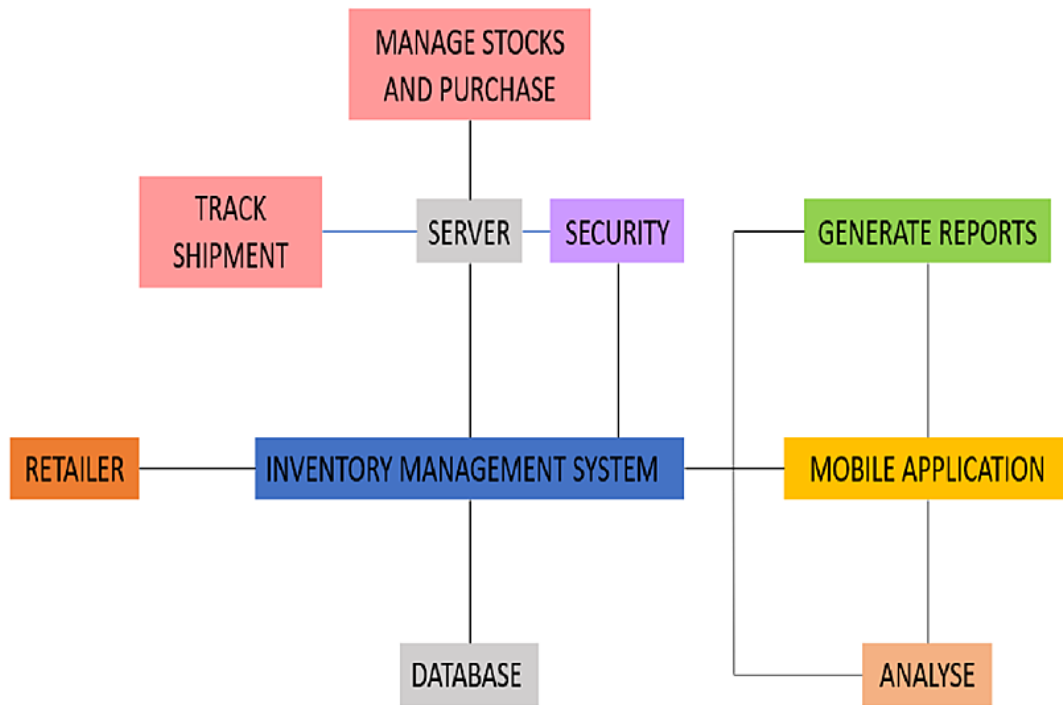 MANAGE STOCKS
AND PURCHASE
TRACK
SHIPMENT
SERVER
SECURITY
GENERATE REPORTS
RETAILER
INVENTORY MANAGEMENT SYSTEM
MOBILE APPLICATION
DATABASE
ANALYSE